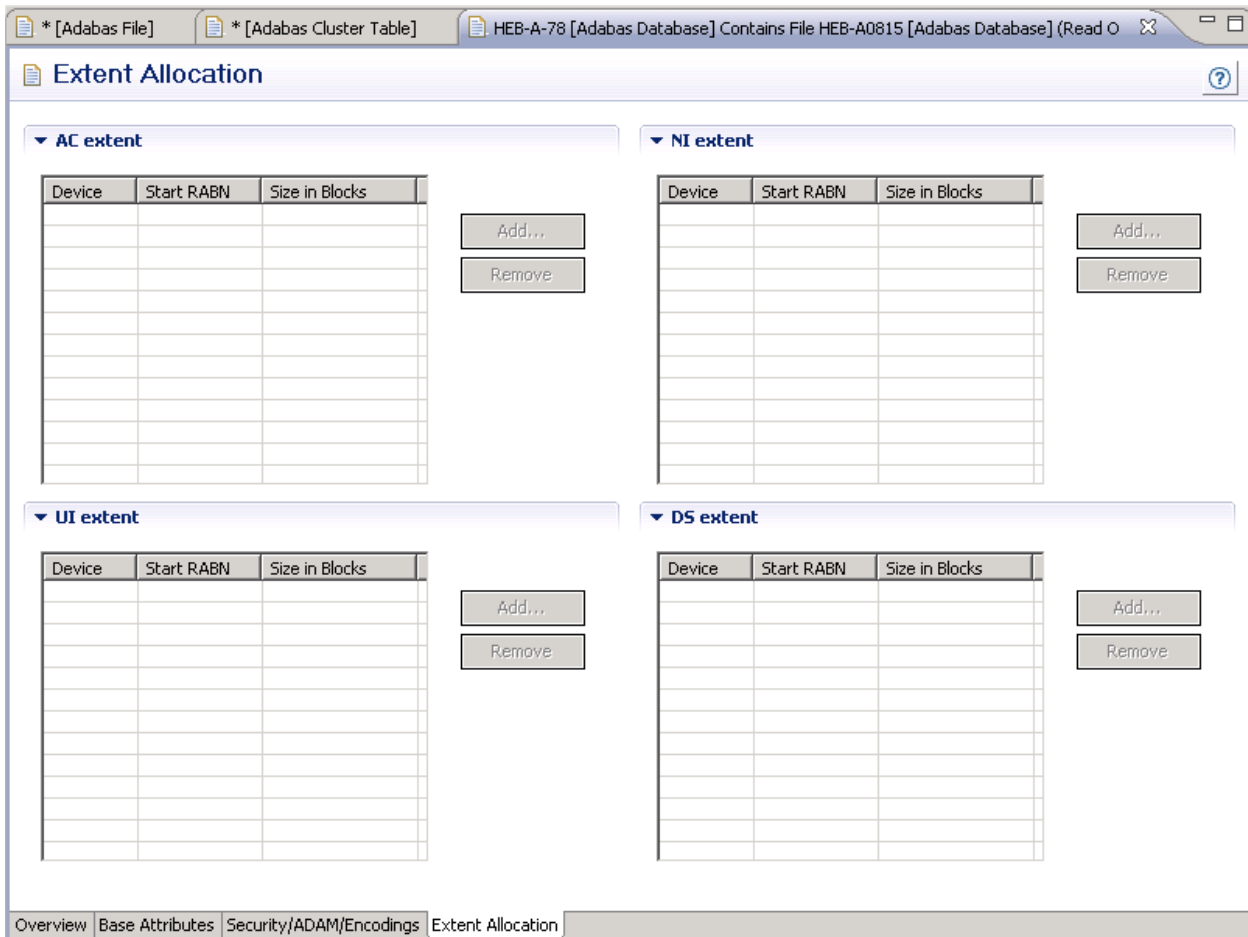 * [Adabas File] * [Adabas Cluster Table] HEB-A-78 [Adabas Database] Contains File HEB-A0815 [Adabas Database] (Read O
Extent Allocation
AC extent
Device Start RABN Size in Blocks
Add...
Remove
NI extent
Device Start RABN Size in Blocks
Add...
Remove
UI extent
Device Start RABN Size in Blocks
Add...
Remove
DS extent
Device Start RABN Size in Blocks
Add...
Remove
Overview Base Attributes Security/ADAM/Encodings Extent Allocation